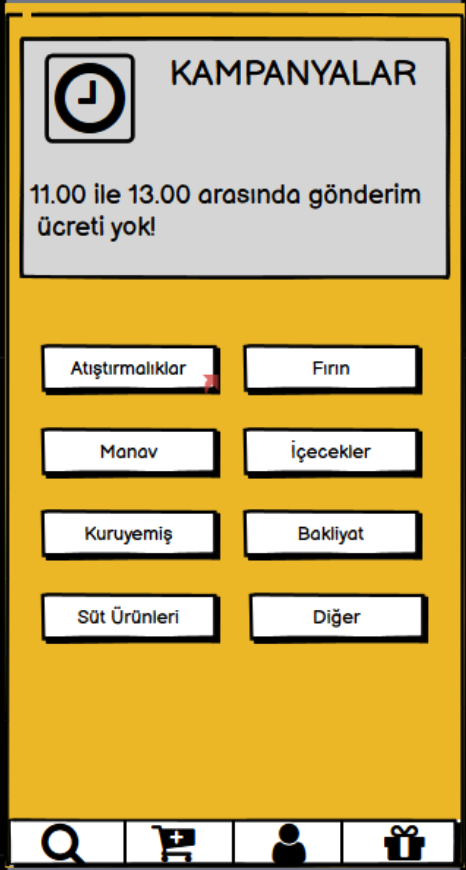 KAMPANYALAR
11.00 ile 13.00 arasında gönderim
ücreti yok!
Atıştırmalıklar
Fırın
Manav
İçecekler
Kuruyemiş
Bakliyat
Süt Ürünleri
Diğer